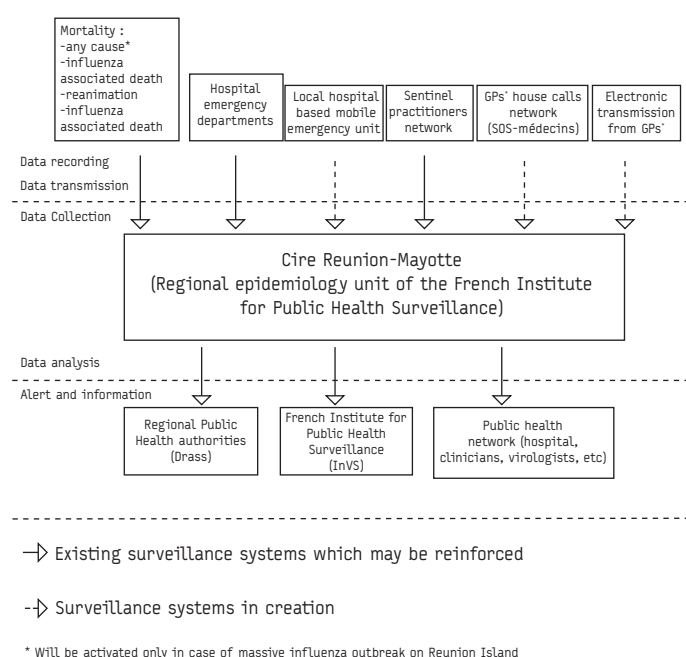 Mortality :
-any cause*
-influenza
associated death
-reanimation
-influenza
associated death
Hospital
emergency
departments
Local hospital
based mobile
emergency unit
Sentinel
practitioners
network
GPs* house calls
network
(SOS-médecins)
Electronic
transmission
from GPs*
Data recording
Data transmission
Data Collection
Cire Reunion-Mayotte
(Regional epidemiology unit of the French Institute
for Public Health Surveillance)
Data analysis
Alert and information
Regional Public
Health authorities
(Drass)
French Institute for
Public Health
Surveillance
(InVS)
Public health
network (hospital,
clinicians, virologists, etc)
Existing surveillance systems which may be reinforced
Surveillance systems in creation
* Will be activated only in case of massive influenza outbreak on Reunion Island